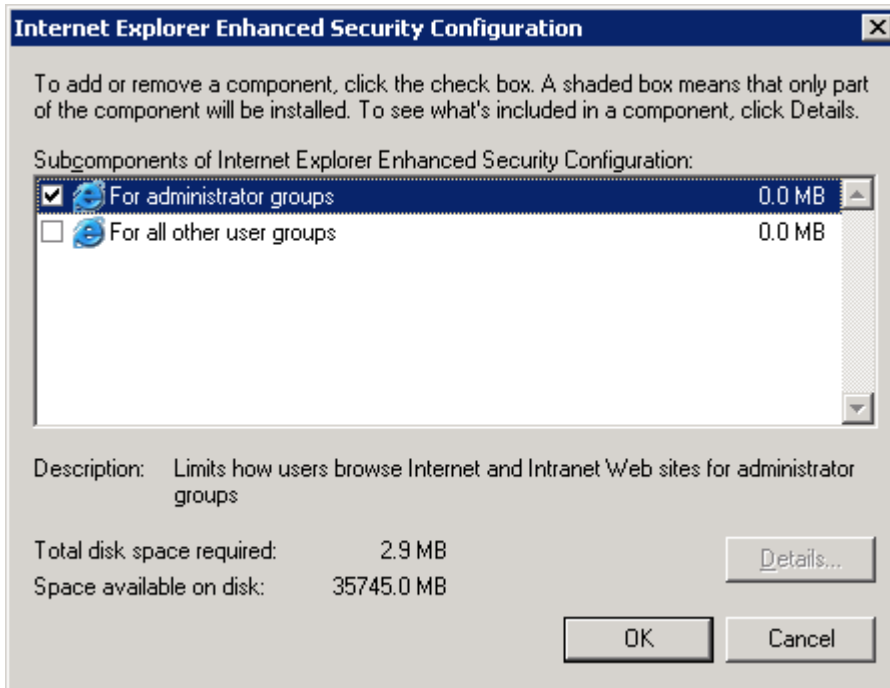 Internet Explorer Enhanced Security Configuration
To add or remove a component, click the check box. A shaded box means that only part
of the component will be installed. To see what's included in a component, click Details.
Subcomponents of Internet Explorer Enhanced Security Configuration:
For administrator groups 0.0 MB
For all other user groups 0.0 MB
Description: Limits how users browse Internet and Intranet Web sites for administrator
groups
Total disk space required: 2.9 MB
Space available on disk: 35745.0 MB
Details...
OK Cancel